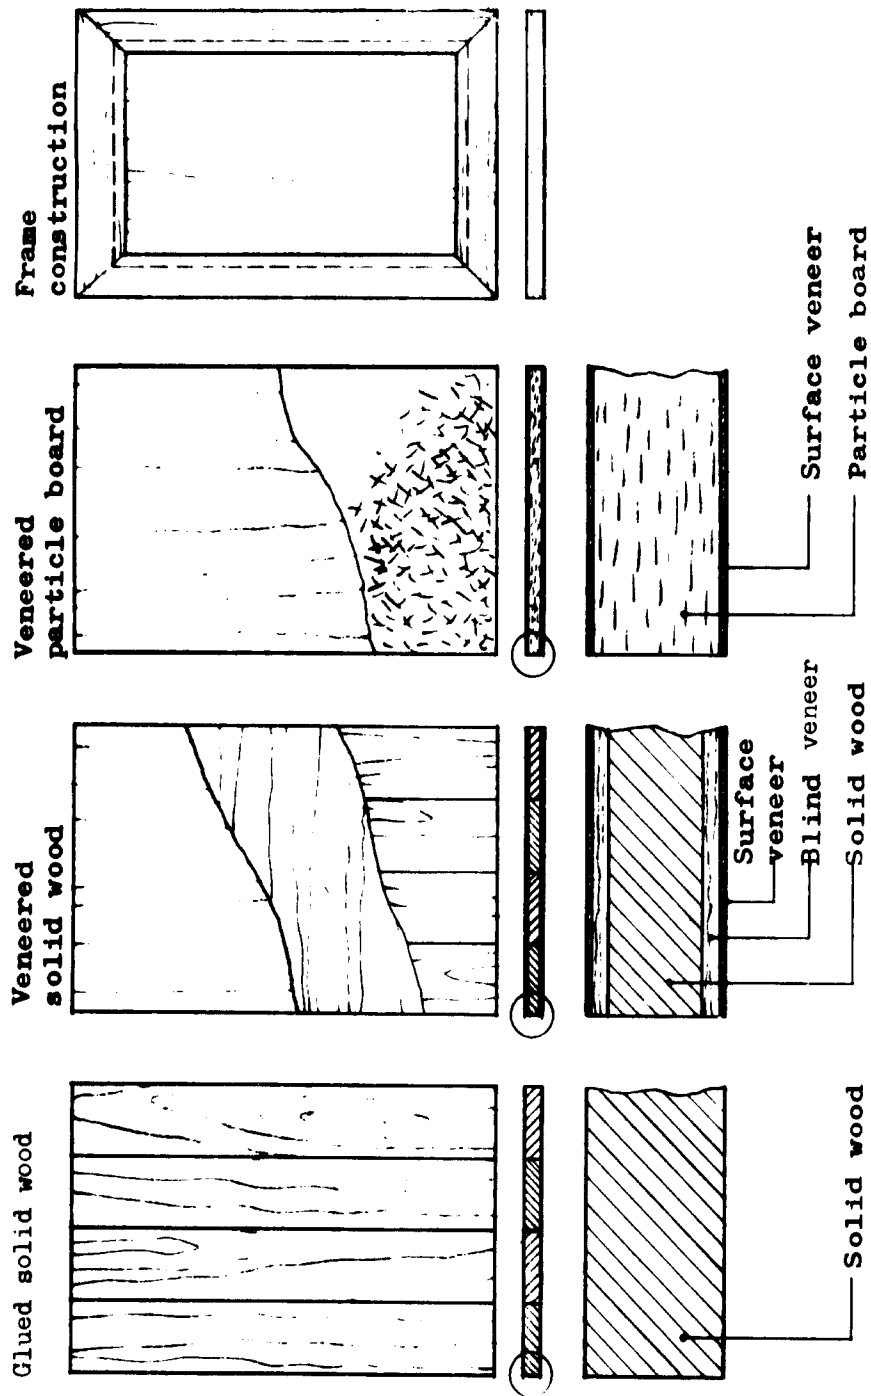 Glued solid wood
Veneered
solid wood
Veneered
particle board
Frame
construction
Solid wood
Surface
veneer
Blind veneer
Solid wood
Surface veneer
Particle board